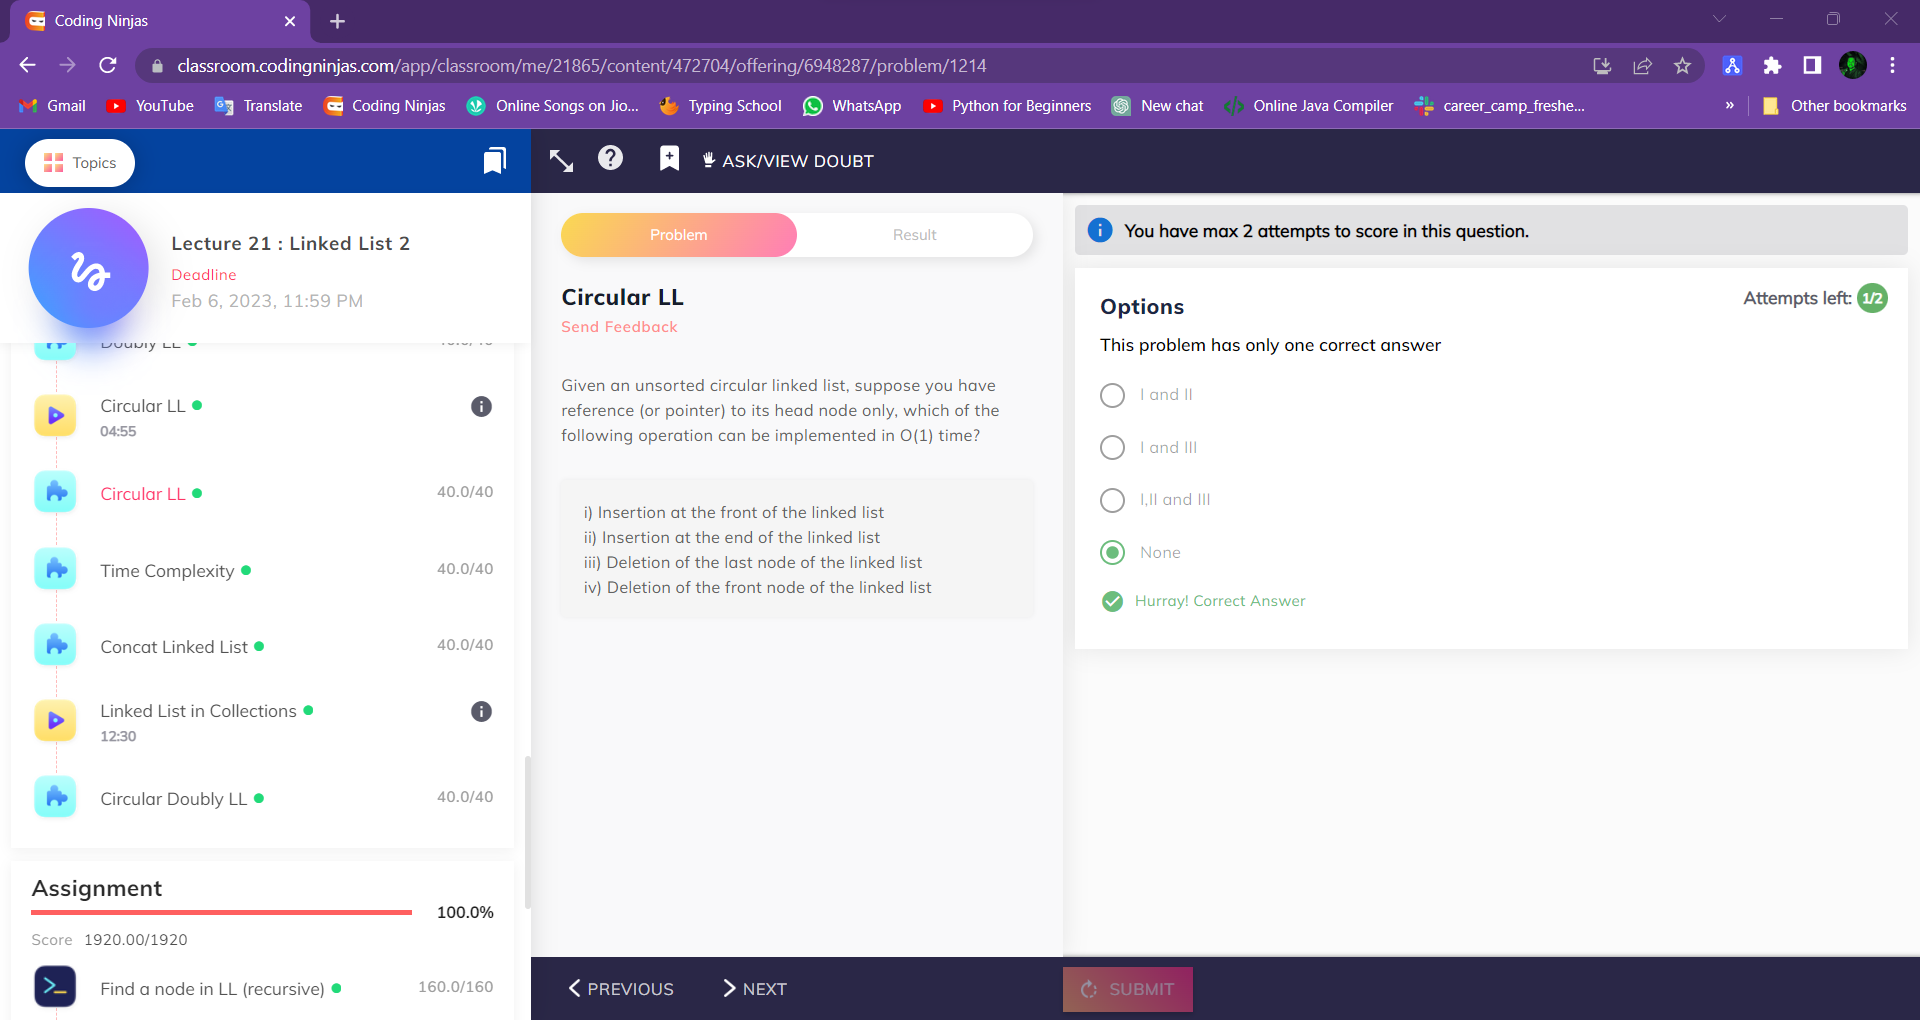 Coding Ninjas
classroom.codingninjas.com/app/classroom/me/21865/content/472704/offering/6948287/problem/1214
Gmail
YouTube
Translate
Coding Ninjas
Online Songs on Jio...
Typing School
WhatsApp
Python for Beginners
New chat
Online Java Compiler
career_camp_freshe...
»
Other bookmarks
Topics
ASK/VIEW DOUBT
Lecture 21 : Linked List 2
Deadline
Feb 6, 2023, 11:59 PM
Circular LL
04:55
Circular LL
40.0/40
Time Complexity
40.0/40
Concat Linked List
40.0/40
Linked List in Collections
12:30
Circular Doubly LL
40.0/40
Assignment
100.0%
Score 1920.00/1920
Find a node in LL (recursive)
160.0/160
Problem
Result
Circular LL
Send Feedback
Given an unsorted circular linked list, suppose you have
reference (or pointer) to its head node only, which of the
following operation can be implemented in O(1) time?
i) Insertion at the front of the linked list
ii) Insertion at the end of the linked list
iii) Deletion of the last node of the linked list
iv) Deletion of the front node of the linked list
PREVIOUS
NEXT
You have max 2 attempts to score in this question.
Options
Attempts left: 1/2
This problem has only one correct answer
I and II
I and III
I,II and III
None
Hurray! Correct Answer
SUBMIT